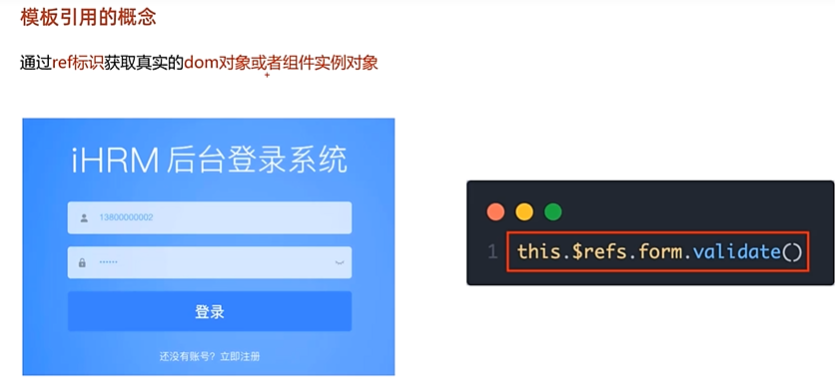 模板引用的概念
通过ref标识获取真实的dom对象或者组件实例对象
iHRM 后台登录系统
13800000002
······
登录
还没有账号？立即注册
1 this.$refs.form.validate()